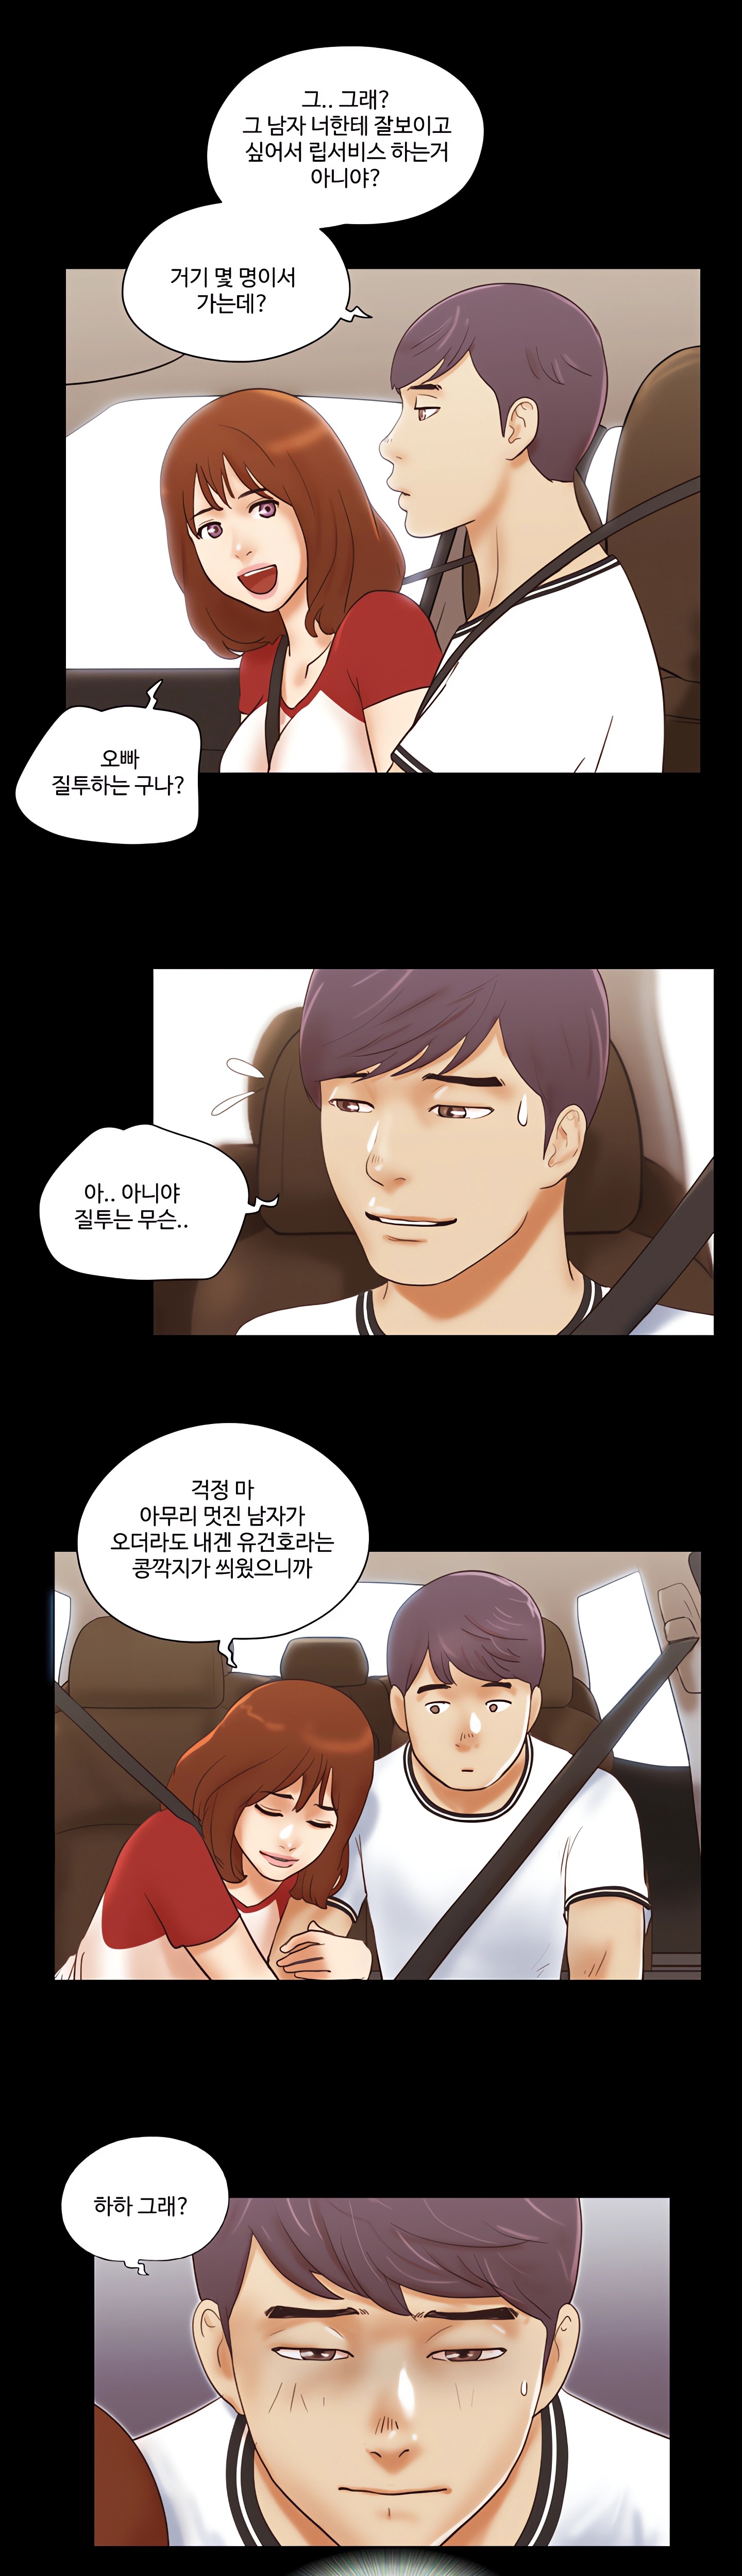 그.. 그래?
그 남자 너한테 잘보이고
싶어서 립서비스 하는거
아니야?
거기 몇 명이서
가는데?
오빠
질투하는 구나?
아.. 아니야
질투는 무슨..
걱정 마
아무리 멋진 남자가
오더라도 내겐 유건호라는
콩깍지가 씌웠으니까
하하 그래?